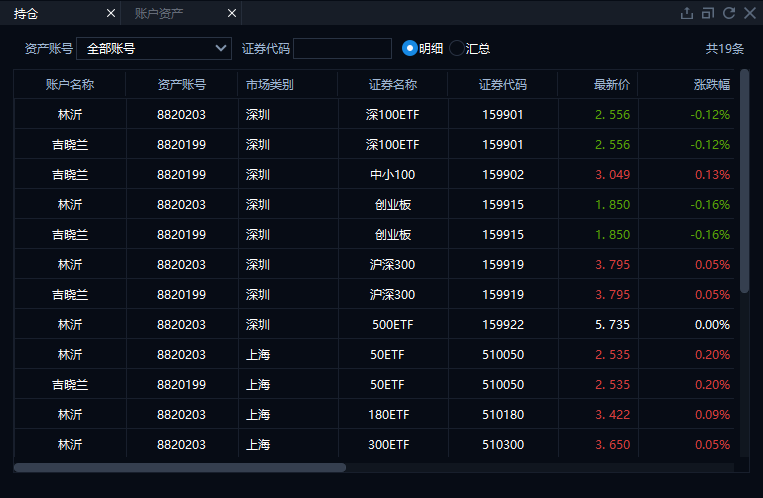 持仓 账户资产
资产账号 全部账号 证券代码 明细 汇总 共19条
账户名称 资产账号 市场类别 证券名称 证券代码 最新价 涨跌幅
林沂 8820203 深圳 深100ETF 159901 2.556 -0.12%
吉晓兰 8820199 深圳 深100ETF 159901 2.556 -0.12%
吉晓兰 8820199 深圳 中小100 159902 3.049 0.13%
林沂 8820203 深圳 创业板 159915 1.850 -0.16%
吉晓兰 8820199 深圳 创业板 159915 1.850 -0.16%
林沂 8820203 深圳 沪深300 159919 3.795 0.05%
吉晓兰 8820199 深圳 沪深300 159919 3.795 0.05%
林沂 8820203 深圳 500ETF 159922 5.735 0.00%
林沂 8820203 上海 50ETF 510050 2.535 0.20%
吉晓兰 8820199 上海 50ETF 510050 2.535 0.20%
林沂 8820203 上海 180ETF 510180 3.422 0.09%
林沂 8820203 上海 300ETF 510300 3.650 0.05%